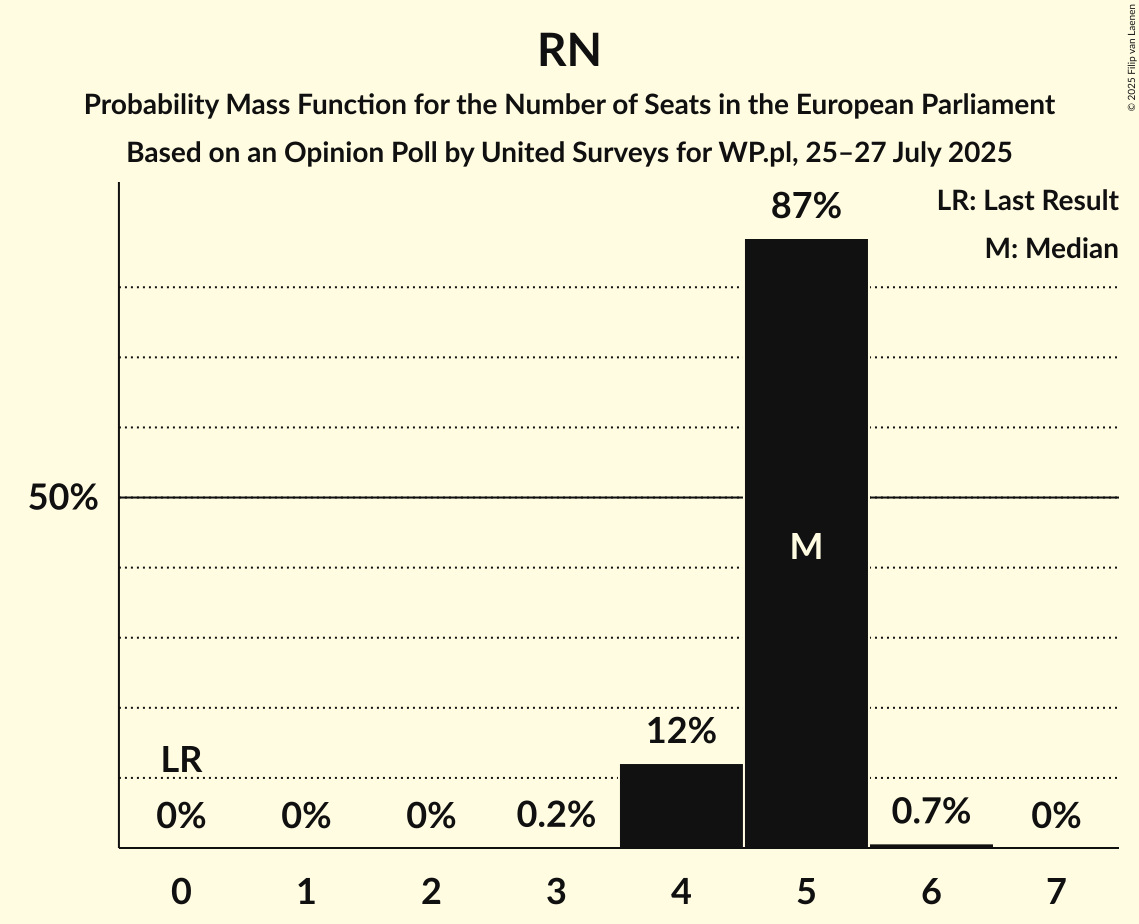 RN
Probability Mass Function for the Number of Seats in the European Parliament
Based on an Opinion Poll by United Surveys for WP.pl, 25–27 July 2025
© 2025 Filip van Laenen
LR: Last Result
M: Median
87%
50%
M
12%
LR
0% 0% 0% 0.2% 0.7% 0%
0 1 2 3 4 5 6 7